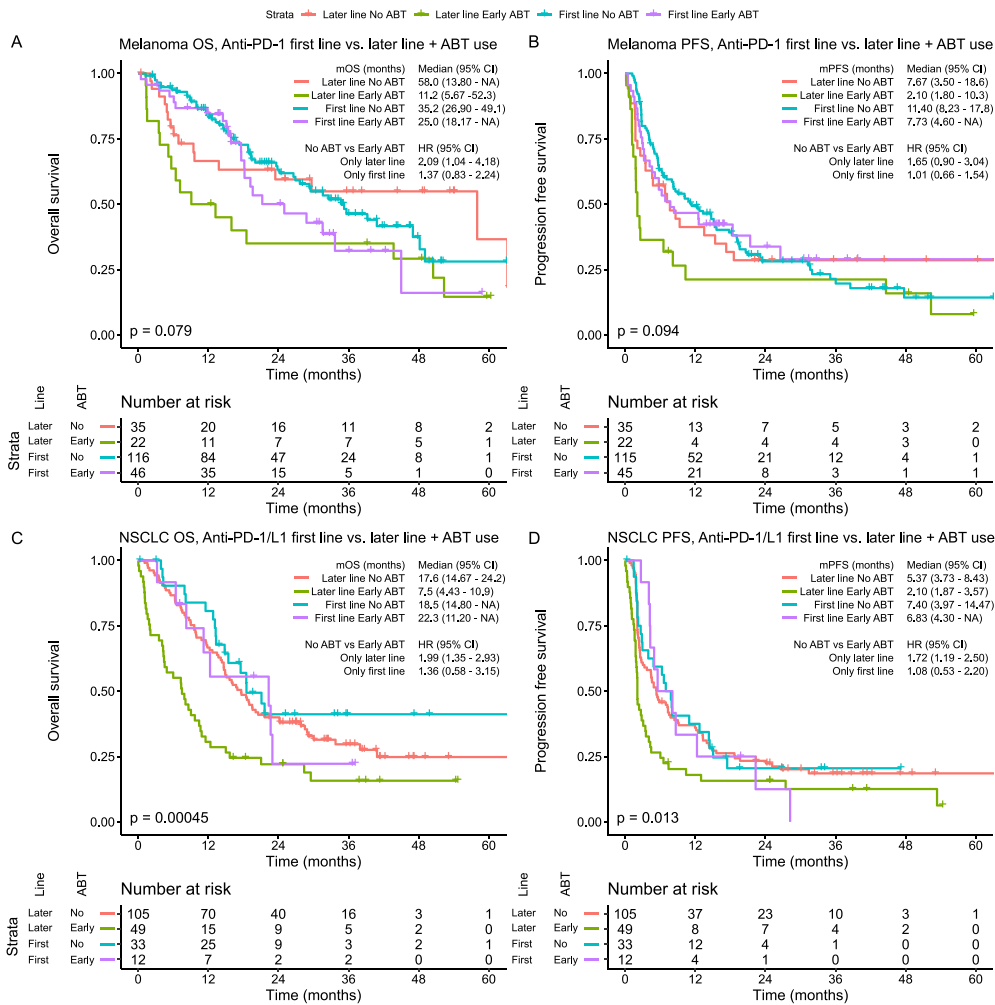 Strata Later line No ABT Later line Early ABT First line No ABT First line Early ABT
A
Melanoma OS, Anti-PD-1 first line vs. later line + ABT use
mOS (months) Median (95% CI)
Later line No ABT 58.0 (13.80 - NA)
Later line Early ABT 11.2 (5.67 -52.3)
First line No ABT 35.2 (26.90 - 49.1)
First line Early ABT 25.0 (18.17 - NA)
No ABT vs Early ABT HR (95% CI)
Only later line 2.09 (1.04 - 4.18)
Only first line 1.37 (0.83 - 2.24)
Overall survival
1.00
0.75
0.50
0.25
0.00
p = 0.079
0 12 24 36 48 60
Time (months)
Line ABT Number at risk
Strata
Later No 35 20 16 11 8 2
Later Early 22 11 7 7 5 1
First No 116 84 47 24 8 1
First Early 46 35 15 5 1 0
0 12 24 36 48 60
Time (months)
B
Melanoma PFS, Anti-PD-1 first line vs. later line + ABT use
mPFS (months) Median (95% CI)
Later line No ABT 7.67 (3.50 - 18.6)
Later line Early ABT 2.10 (1.80 - 10.3)
First line No ABT 11.40 (8.23 - 17.8)
First line Early ABT 7.73 (4.60 - NA)
No ABT vs Early ABT HR (95% CI)
Only later line 1.65 (0.90 - 3.04)
Only first line 1.01 (0.66 - 1.54)
Progression free survival
1.00
0.75
0.50
0.25
0.00
p = 0.094
0 12 24 36 48 60
Time (months)
Line ABT Number at risk
Later No 35 13 7 5 3 2
Later Early 22 4 4 4 3 0
First No 115 52 21 12 4 1
First Early 45 21 8 3 1 1
0 12 24 36 48 60
Time (months)
C
NSCLC OS, Anti-PD-1/L1 first line vs. later line + ABT use
mOS (months) Median (95% CI)
Later line No ABT 17.6 (14.67 - 24.2)
Later line Early ABT 7.5 (4.43 - 10.9)
First line No ABT 18.5 (14.80 - NA)
First line Early ABT 22.3 (11.20 - NA)
No ABT vs Early ABT HR (95% CI)
Only later line 1.99 (1.35 - 2.93)
Only first line 1.36 (0.58 - 3.15)
Overall survival
1.00
0.75
0.50
0.25
0.00
p = 0.00045
0 12 24 36 48 60
Time (months)
Line ABT Number at risk
Strata
Later No 105 70 40 16 3 1
Later Early 49 15 9 5 2 0
First No 33 25 9 3 2 1
First Early 12 7 2 2 0 0
0 12 24 36 48 60
Time (months)
D
NSCLC PFS, Anti-PD-1/L1 first line vs. later line + ABT use
mPFS (months) Median (95% CI)
Later line No ABT 5.37 (3.73 - 8.43)
Later line Early ABT 2.10 (1.87 - 3.57)
First line No ABT 7.40 (3.97 - 14.47)
First line Early ABT 6.83 (4.30 - NA)
No ABT vs Early ABT HR (95% CI)
Only later line 1.72 (1.19 - 2.50)
Only first line 1.08 (0.53 - 2.20)
Progression free survival
1.00
0.75
0.50
0.25
0.00
p = 0.013
0 12 24 36 48 60
Time (months)
Line ABT Number at risk
Later No 105 37 23 10 3 1
Later Early 49 8 7 4 2 0
First No 33 12 4 1 0 0
First Early 12 4 1 0 0 0
0 12 24 36 48 60
Time (months)